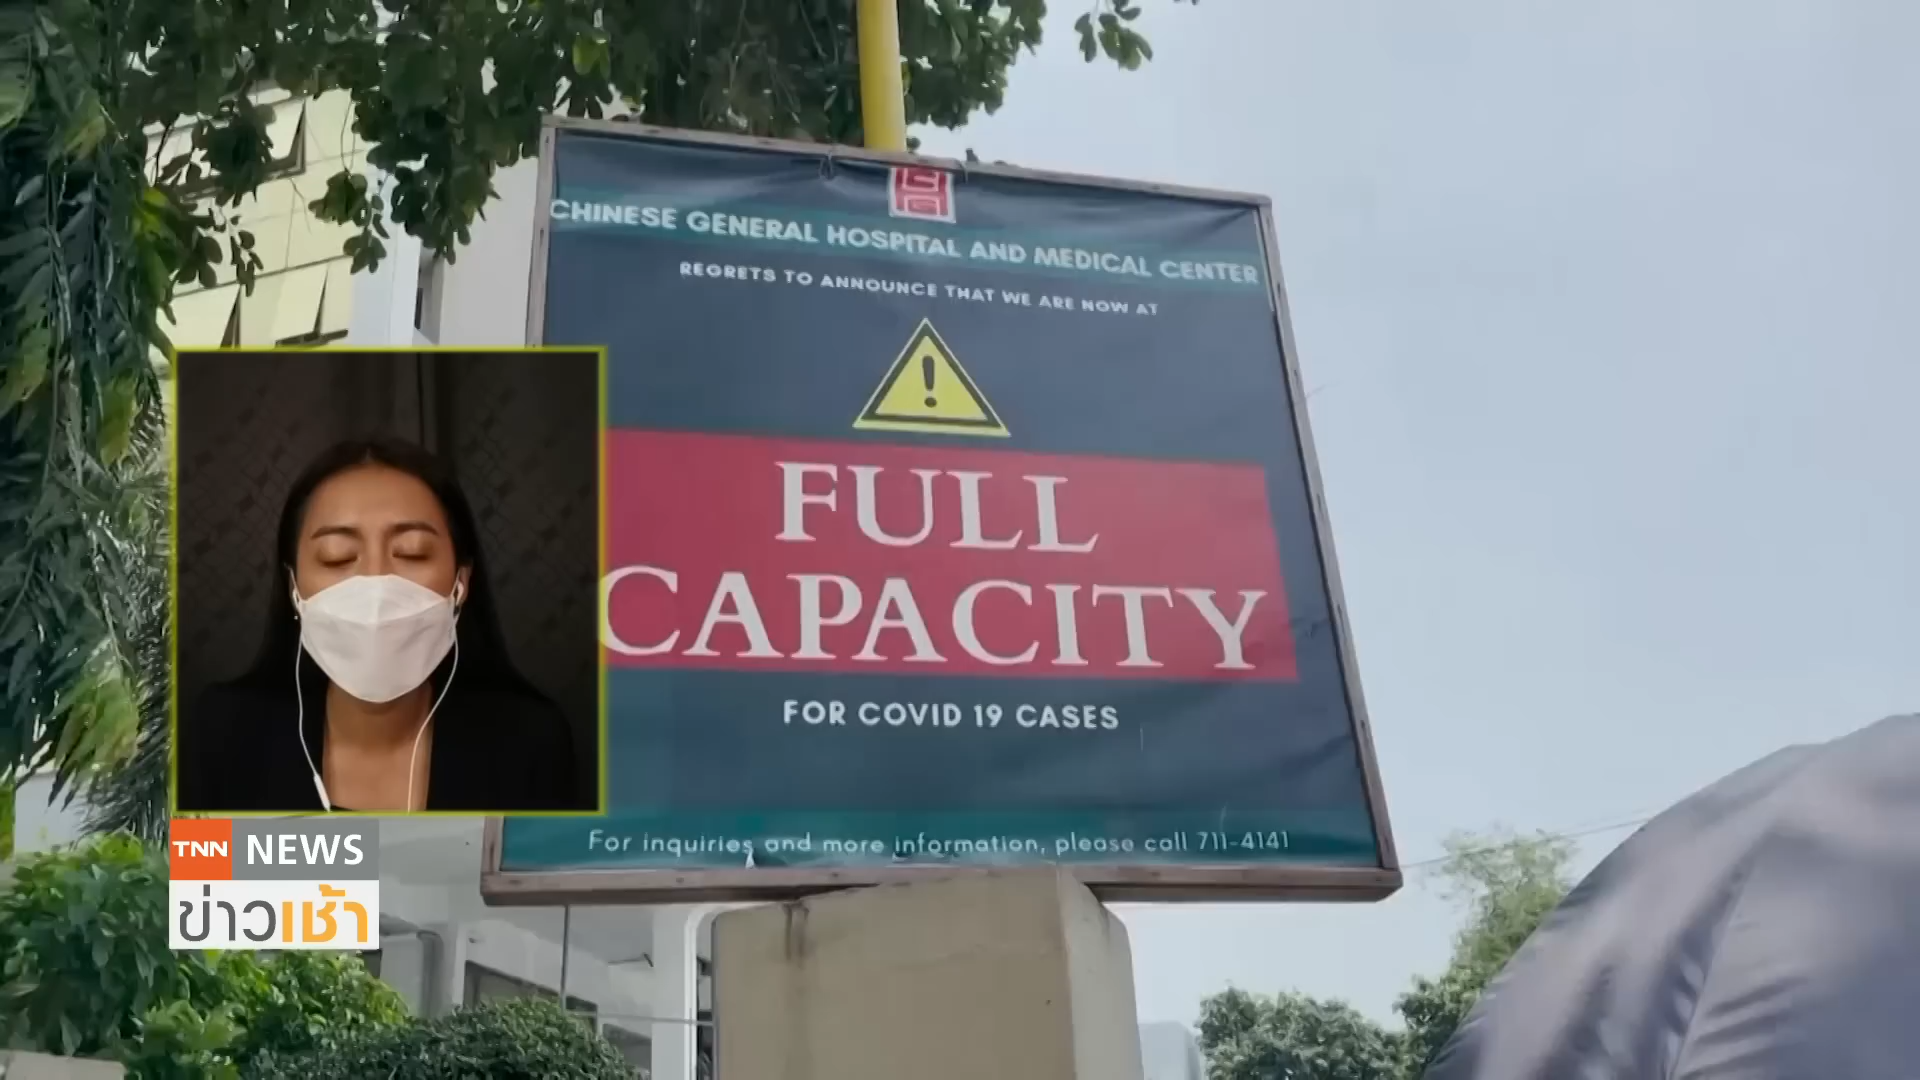 CHINESE GENERAL HOSPITAL AND MEDICAL CENTER
REGRETS TO ANNOUNCE THAT WE ARE NOW AT
!
FULL
CAPACITY
FOR COVID 19 CASES
For inquiries and more information, please call 711-4141
TNN NEWS
ข่าวเช้า